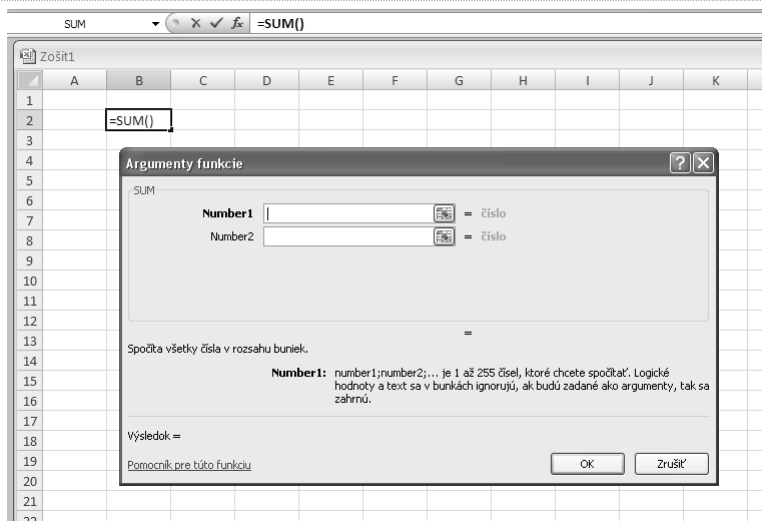 SUM fx =SUM()
Zošit1
A B C D E F G H I J K
1
2 =SUM()
3
4
5
6
7
8
9
10
11
12
13
14
15
16
17
18
19
20
21
22
Argumenty funkcie
SUM
Number1 = číslo
Number2 = číslo
=
Spočíta všetky čísla v rozsahu buniek.
Number1: number1;number2;... je 1 až 255 čísel, ktoré chcete spočítať. Logické
hodnoty a text sa v bunkách ignorujú, ak budú zadané ako argumenty, tak sa
zahrnú.
Výsledok =
Pomocník pre túto funkciu
OK Zrušiť